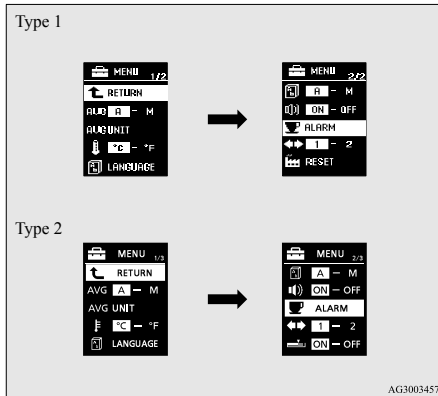 Type 1
MENU 1/2
RETURN
AVG A - M
AVG UNIT
°C - °F
LANGUAGE
MENU 2/2
A - M
ON - OFF
ALARM
1 - 2
RESET
Type 2
MENU 1/3
RETURN
AVG A - M
AVG UNIT
°C - °F
LANGUAGE
MENU 2/3
A - M
ON - OFF
ALARM
1 - 2
ON - OFF
AG3003457